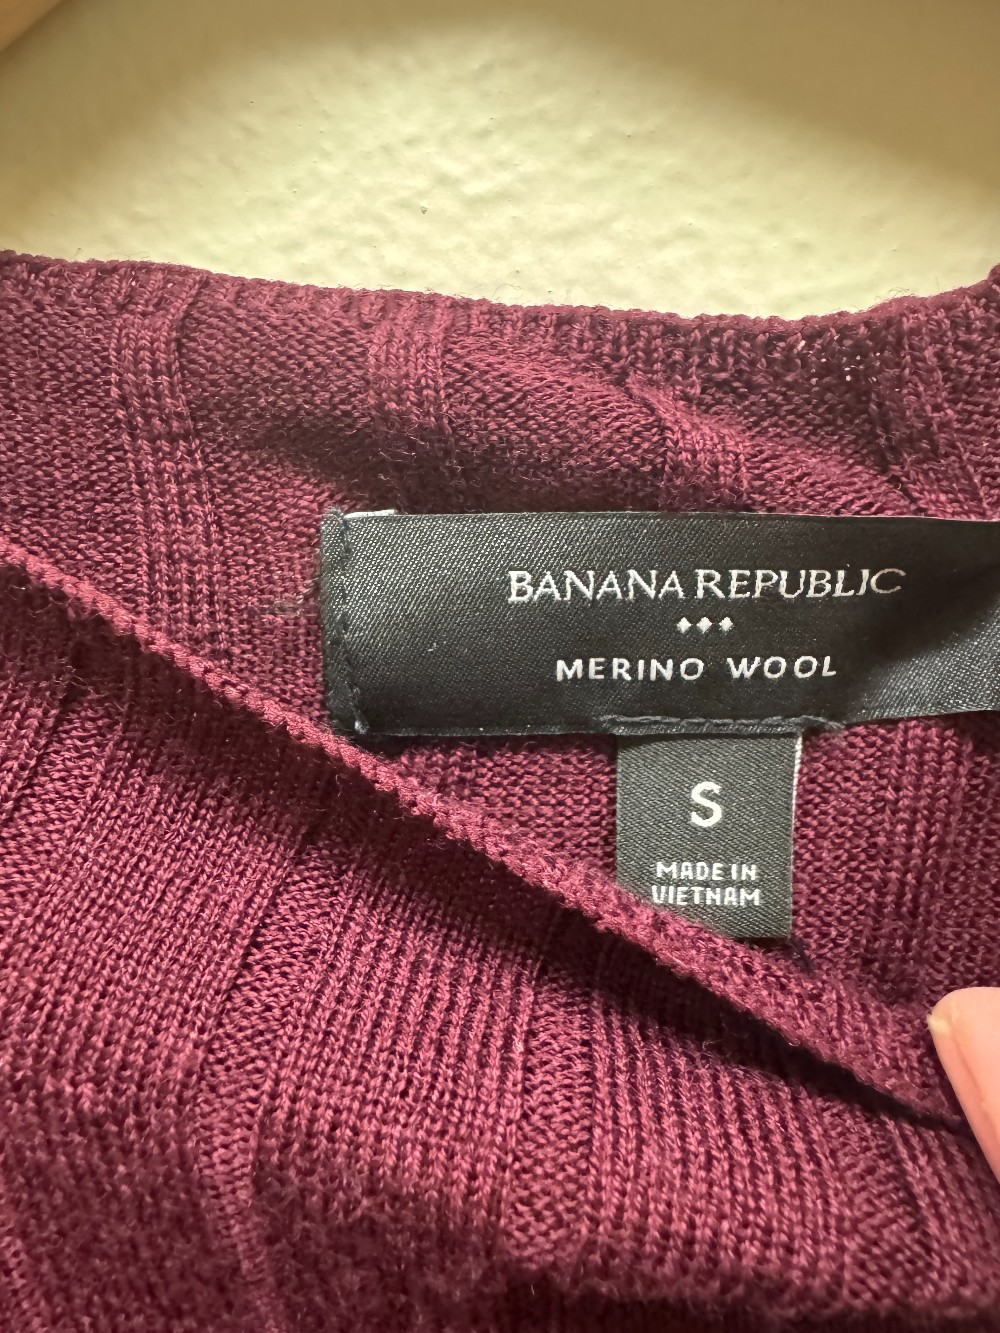 BANANA REPUBLIC
MERINO WOOL
S
MADE IN
VIETNAM